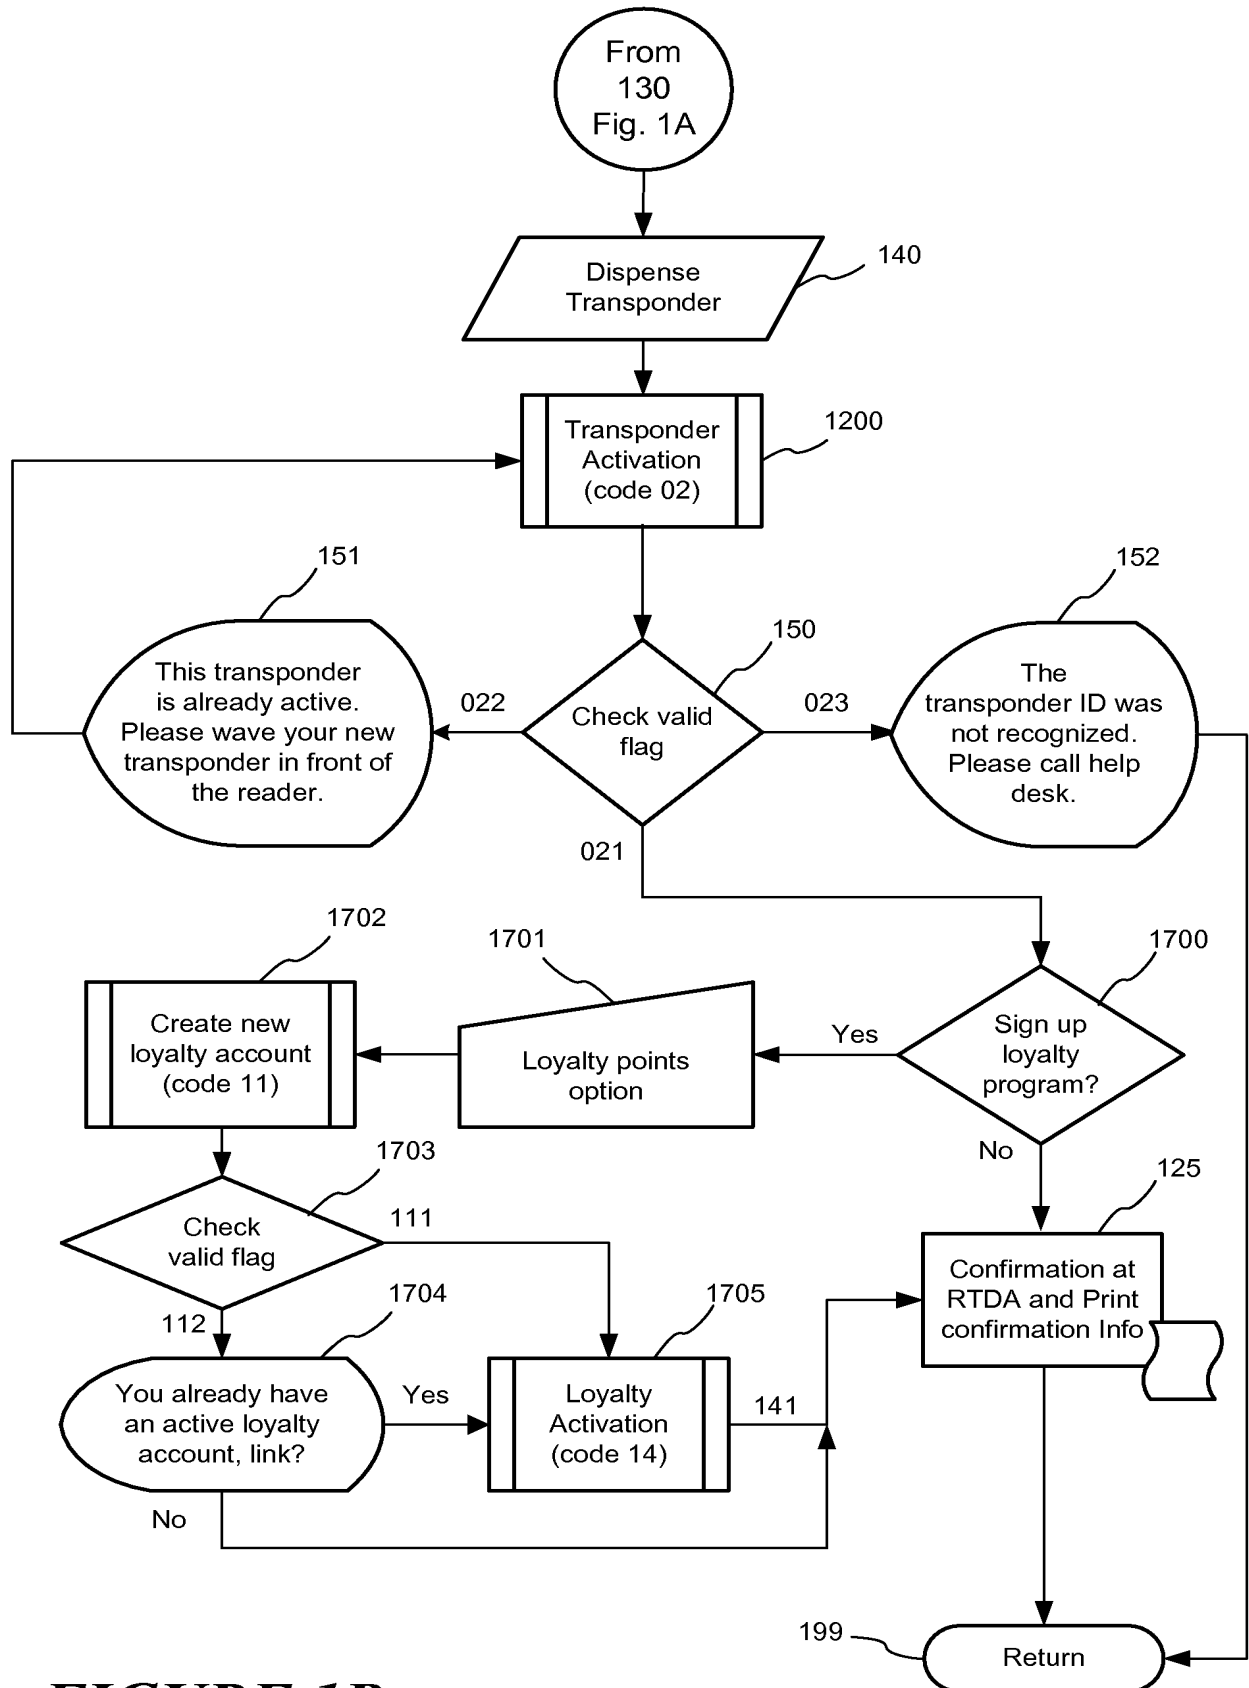 From
130
Fig. 1A
Dispense
Transponder
140
Transponder
Activation
(code 02)
1200
151
This transponder
is already active.
Please wave your new
transponder in front of
the reader.
022
150
Check valid
flag
023
152
The
transponder ID was
not recognized.
Please call help
desk.
021
1702
Create new
loyalty account
(code 11)
1701
Loyalty points
option
Yes
1700
Sign up
loyalty
program?
No
1703
Check
valid flag
111
112
125
Confirmation at
RTDA and Print
confirmation Info
1704
You already have
an active loyalty
account, link?
Yes
1705
Loyalty
Activation
(code 14)
141
No
199
Return
FIGURE 1B